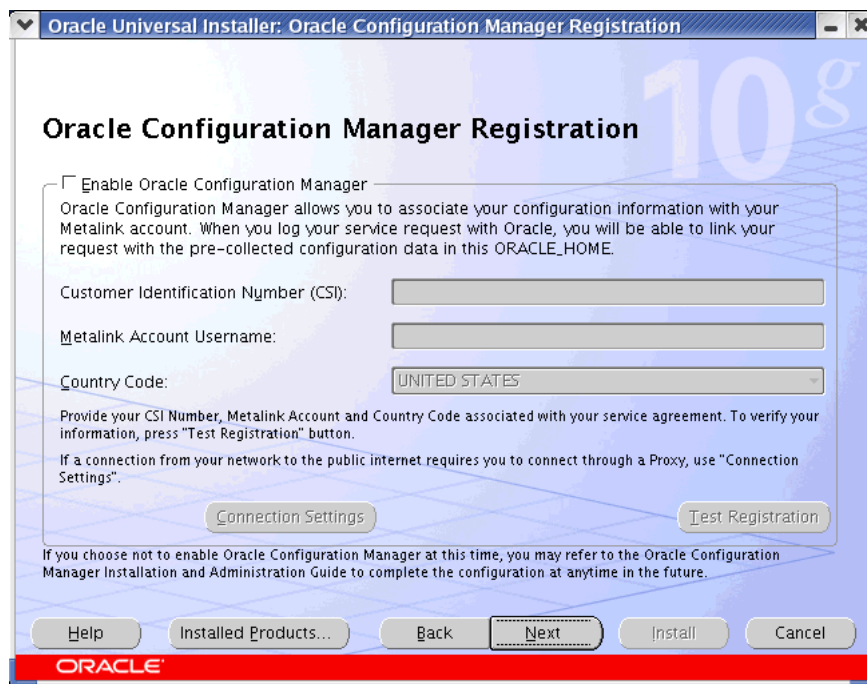 Oracle Universal Installer: Oracle Configuration Manager Registration
10g
Oracle Configuration Manager Registration
Enable Oracle Configuration Manager
Oracle Configuration Manager allows you to associate your configuration information with your
Metalink account. When you log your service request with Oracle, you will be able to link your
request with the pre-collected configuration data in this ORACLE_HOME.
Customer Identification Number (CSI):
Metalink Account Username:
Country Code:
UNITED STATES
Provide your CSI Number, Metalink Account and Country Code associated with your service agreement. To verify your
information, press "Test Registration" button.
If a connection from your network to the public internet requires you to connect through a Proxy, use "Connection
Settings".
Connection Settings
Test Registration
If you choose not to enable Oracle Configuration Manager at this time, you may refer to the Oracle Configuration
Manager Installation and Administration Guide to complete the configuration at anytime in the future.
Help
Installed Products...
Back
Next
Install
Cancel
ORACLE